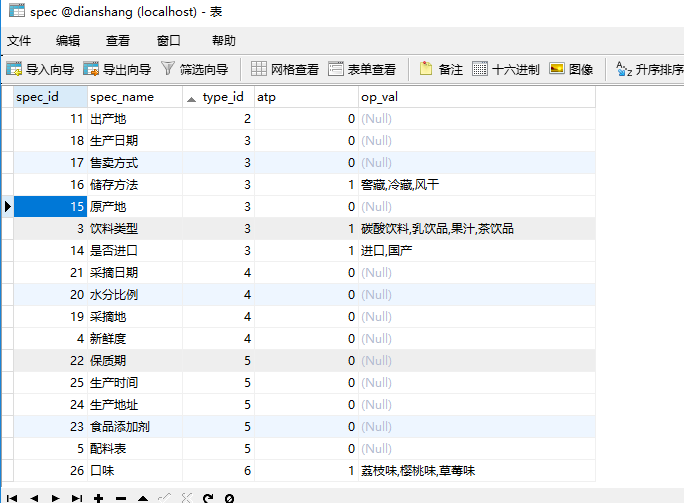 spec @dianshang (localhost) - 表
文件 编辑 查看 窗口 帮助
导入向导 导出向导 筛选向导 网格查看 表单查看 备注 十六进制 图像 升序排序
spec_id spec_name type_id atp op_val
11 出产地 2 0 (Null)
18 生产日期 3 0 (Null)
17 售卖方式 3 0 (Null)
16 储存方法 3 1 窖藏,冷藏,风干
15 原产地 3 0 (Null)
3 饮料类型 3 1 碳酸饮料,乳饮品,果汁,茶饮品
14 是否进口 3 1 进口,国产
21 采摘日期 4 0 (Null)
20 水分比例 4 0 (Null)
19 采摘地 4 0 (Null)
4 新鲜度 4 0 (Null)
22 保质期 5 0 (Null)
25 生产时间 5 0 (Null)
24 生产地址 5 0 (Null)
23 食品添加剂 5 0 (Null)
5 配料表 5 0 (Null)
26 口味 6 1 荔枝味,樱桃味,草莓味